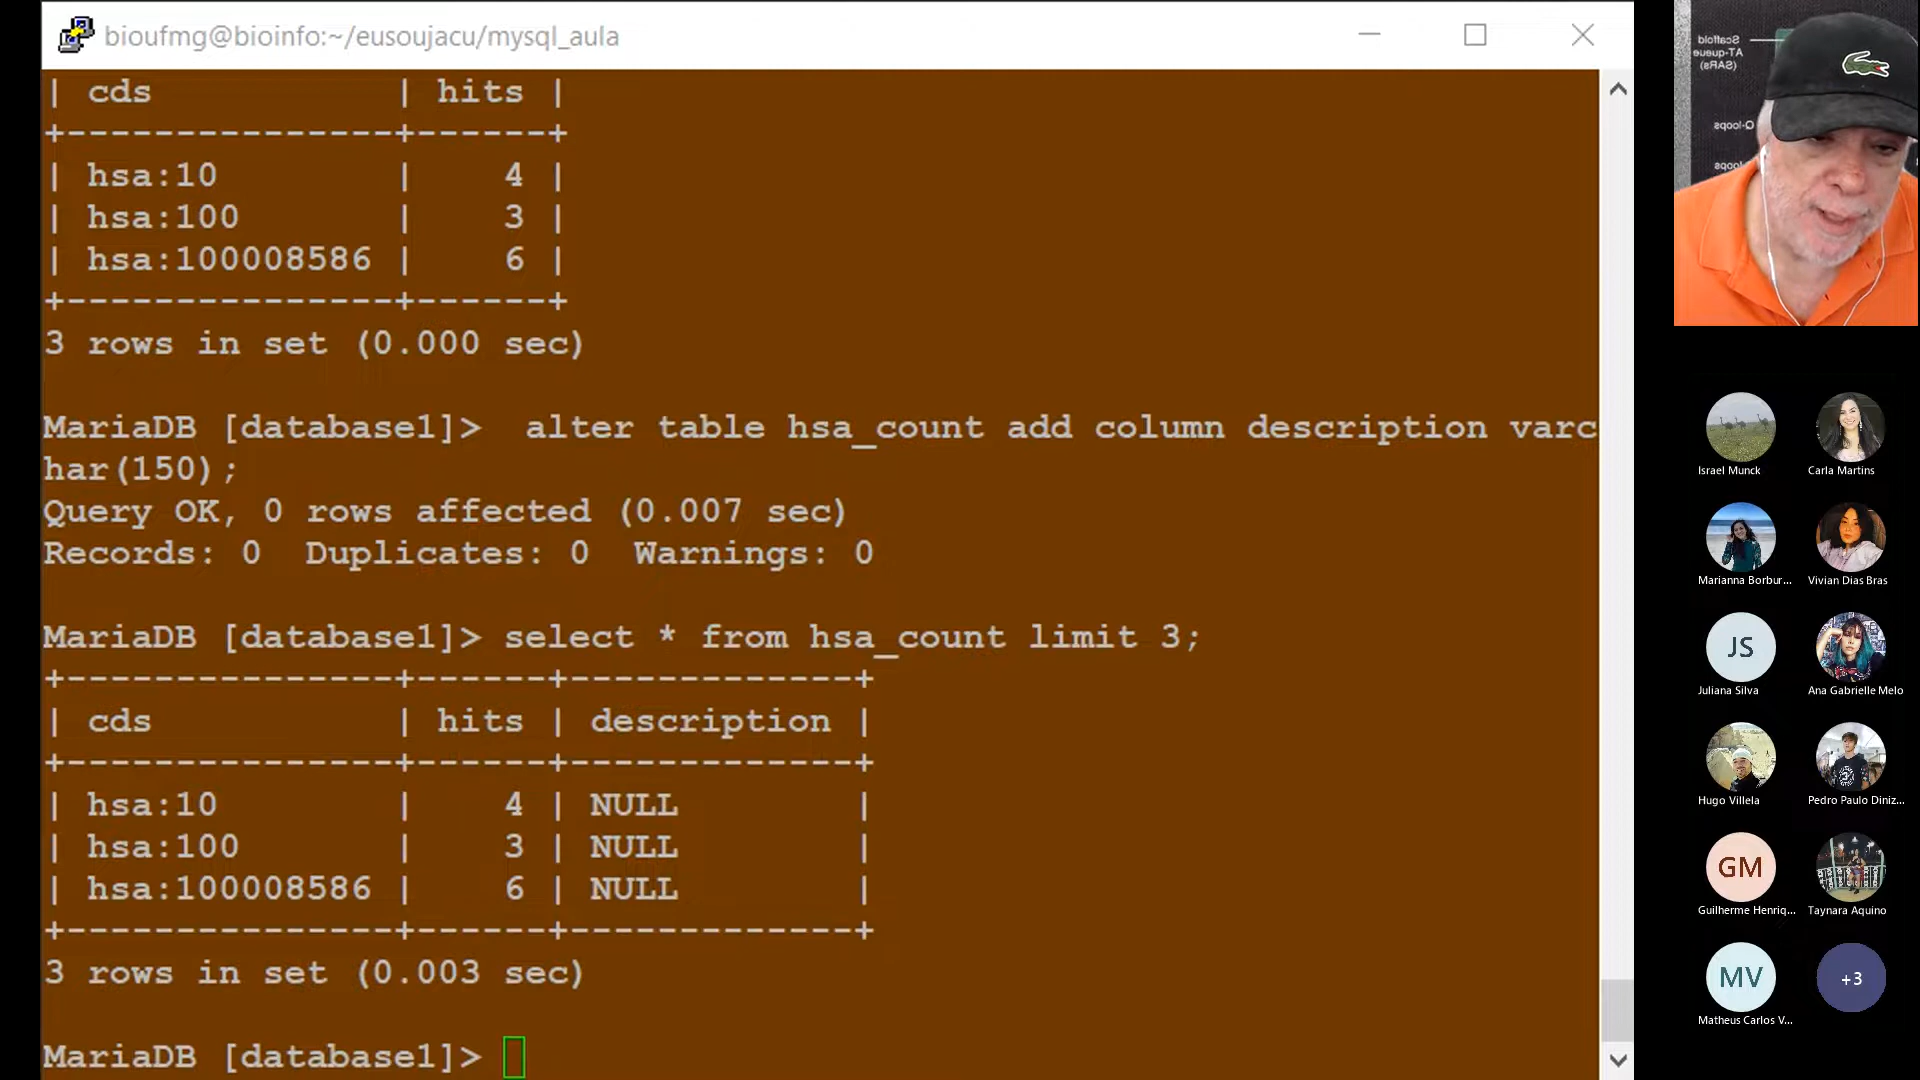 bioufmg@bioinfo:~/eusoujacu/mysql_aula
| cds            | hits |
+----------------+------+
| hsa:10         |    4 |
| hsa:100        |    3 |
| hsa:100008586  |    6 |
+----------------+------+
3 rows in set (0.000 sec)
MariaDB [database1]>  alter table hsa_count add column description varc
har(150);
Query OK, 0 rows affected (0.007 sec)
Records: 0  Duplicates: 0  Warnings: 0
MariaDB [database1]> select * from hsa_count limit 3;
+----------------+------+-------------+
| cds            | hits | description |
+----------------+------+-------------+
| hsa:10         |    4 | NULL        |
| hsa:100        |    3 | NULL        |
| hsa:100008586  |    6 | NULL        |
+----------------+------+-------------+
3 rows in set (0.003 sec)
MariaDB [database1]>
Scaffold
AT-queue
(SARs)
Q-loops
Israel Munck
Carla Martins
Marianna Borbur...
Vivian Dias Bras
JS
Juliana Silva
Ana Gabrielle Melo
Hugo Villela
Pedro Paulo Diniz...
GM
Guilherme Henriq...
Taynara Aquino
MV
+3
Matheus Carlos V...